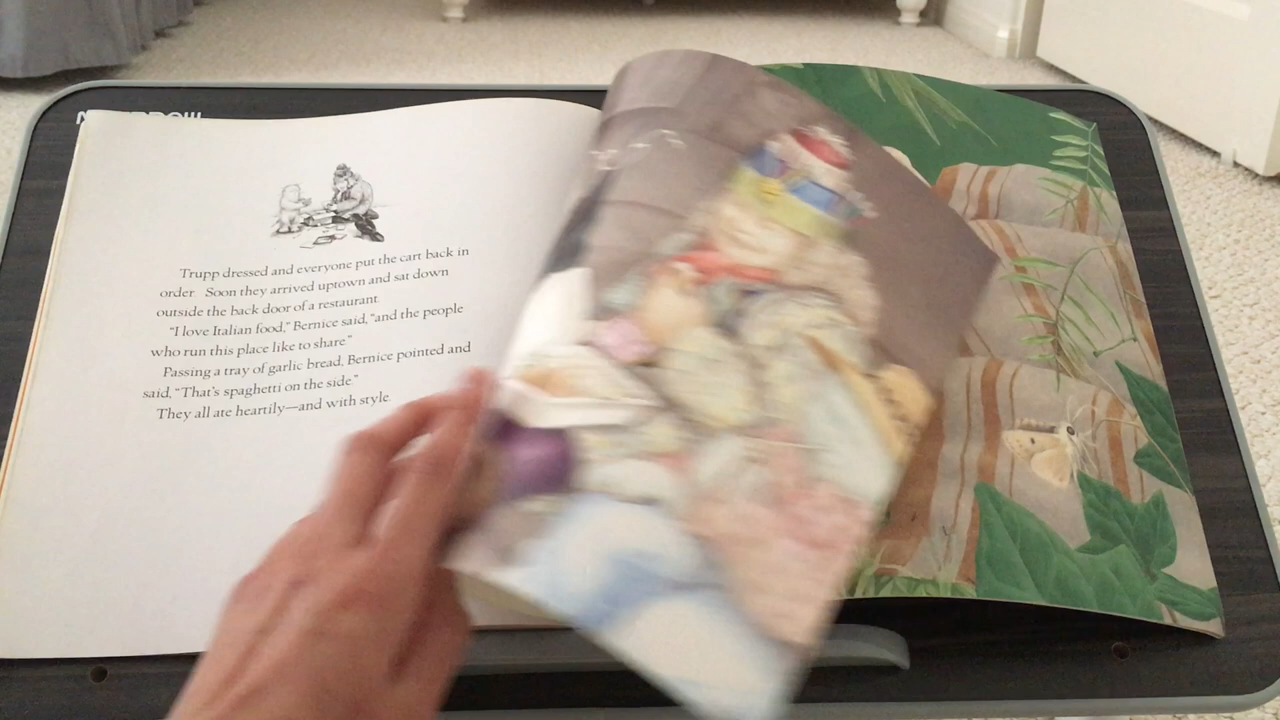 Trupp dressed and everyone put the cart back in
order. Soon they arrived uptown and sat down
outside the back door of a restaurant.
"I love Italian food," Bernice said, "and the people
who run this place like to share."
Passing a tray of garlic bread, Bernice pointed and
said, "That's spaghetti on the side."
They all ate heartily—and with style.